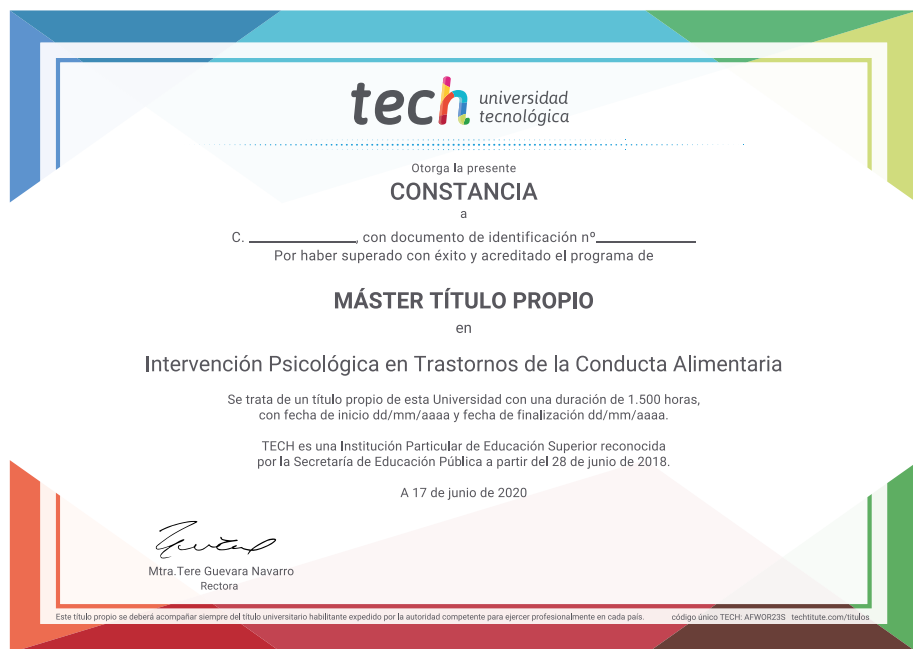 tech universidad
tecnológica
Otorga la presente
CONSTANCIA
a
C. ____________, con documento de identificación nº____________
Por haber superado con éxito y acreditado el programa de
MÁSTER TÍTULO PROPIO
en
Intervención Psicológica en Trastornos de la Conducta Alimentaria
Se trata de un título propio de esta Universidad con una duración de 1.500 horas,
con fecha de inicio dd/mm/aaaa y fecha de finalización dd/mm/aaaa.
TECH es una Institución Particular de Educación Superior reconocida
por la Secretaría de Educación Pública a partir del 28 de junio de 2018.
A 17 de junio de 2020
Mtra.Tere Guevara Navarro
Rectora
Este título propio se deberá acompañar siempre del título universitario habilitante expedido por la autoridad competente para ejercer profesionalmente en cada país. código único TECH: AFWOR23S techtitute.com/titulos